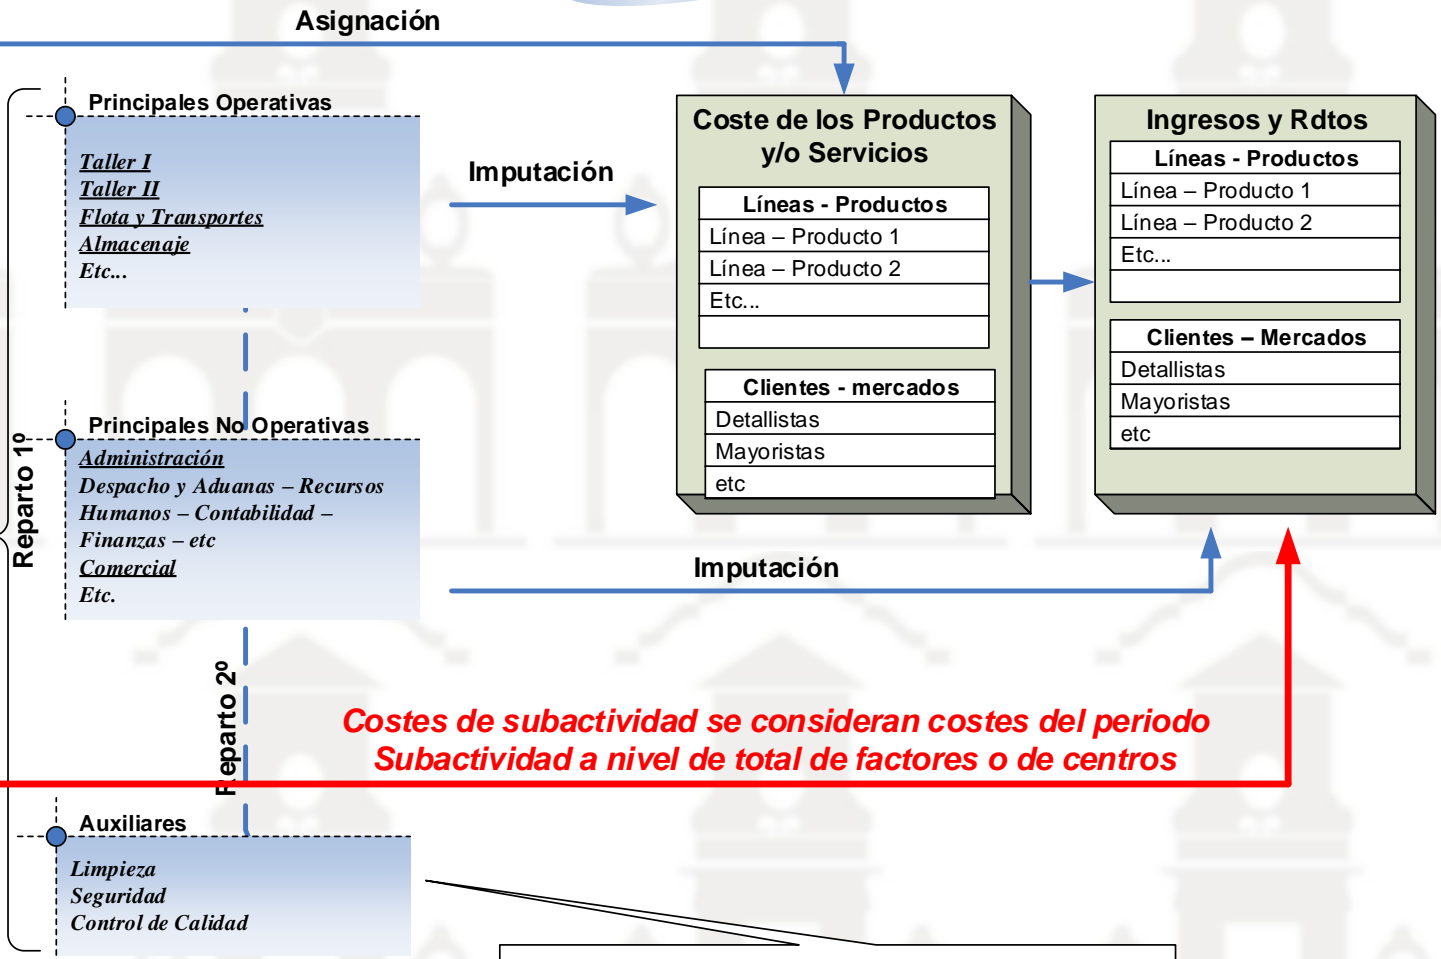 Asignación
Principales Operativas
Taller I
Taller II
Flota y Transportes
Almacenaje
Etc...
Imputación
Coste de los Productos
y/o Servicios
Líneas - Productos
Línea – Producto 1
Línea – Producto 2
Etc...
Clientes - mercados
Detallistas
Mayoristas
etc
Ingresos y Rdtos
Líneas - Productos
Línea – Producto 1
Línea – Producto 2
Etc...
Clientes – Mercados
Detallistas
Mayoristas
etc
Reparto 1º
Principales No Operativas
Administración
Despacho y Aduanas – Recursos
Humanos – Contabilidad –
Finanzas – etc
Comercial
Etc.
Imputación
Reparto 2º
Costes de subactividad se consideran costes del periodo
Subactividad a nivel de total de factores o de centros
Auxiliares
Limpieza
Seguridad
Control de Calidad